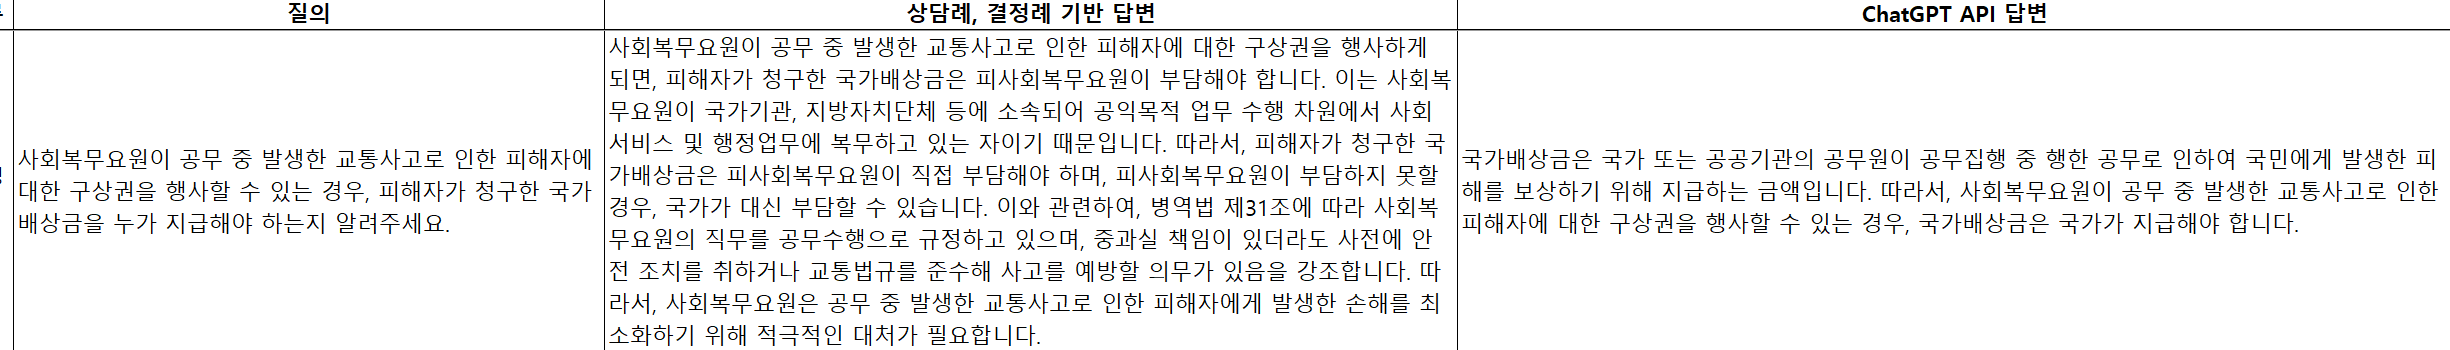 질의
상담례, 결정례 기반 답변
ChatGPT API 답변
사회복무요원이 공무 중 발생한 교통사고로 인한 피해자에
대한 구상권을 행사할 수 있는 경우, 피해자가 청구한 국가
배상금을 누가 지급해야 하는지 알려주세요.
사회복무요원이 공무 중 발생한 교통사고로 인한 피해자에 대한 구상권을 행사하게
되면, 피해자가 청구한 국가배상금은 피사회복무요원이 부담해야 합니다. 이는 사회복
무요원이 국가기관, 지방자치단체 등에 소속되어 공익목적 업무 수행 차원에서 사회
서비스 및 행정업무에 복무하고 있는 자이기 때문입니다. 따라서, 피해자가 청구한 국
가배상금은 피사회복무요원이 직접 부담해야 하며, 피사회복무요원이 부담하지 못할
경우, 국가가 대신 부담할 수 있습니다. 이와 관련하여, 병역법 제31조에 따라 사회복
무요원의 직무를 공무수행으로 규정하고 있으며, 중과실 책임이 있더라도 사전에 안
전 조치를 취하거나 교통법규를 준수해 사고를 예방할 의무가 있음을 강조합니다. 따
라서, 사회복무요원은 공무 중 발생한 교통사고로 인한 피해자에게 발생한 손해를 최
소화하기 위해 적극적인 대처가 필요합니다.
국가배상금은 국가 또는 공공기관의 공무원이 공무집행 중 행한 공무로 인하여 국민에게 발생한 피
해를 보상하기 위해 지급하는 금액입니다. 따라서, 사회복무요원이 공무 중 발생한 교통사고로 인한
피해자에 대한 구상권을 행사할 수 있는 경우, 국가배상금은 국가가 지급해야 합니다.